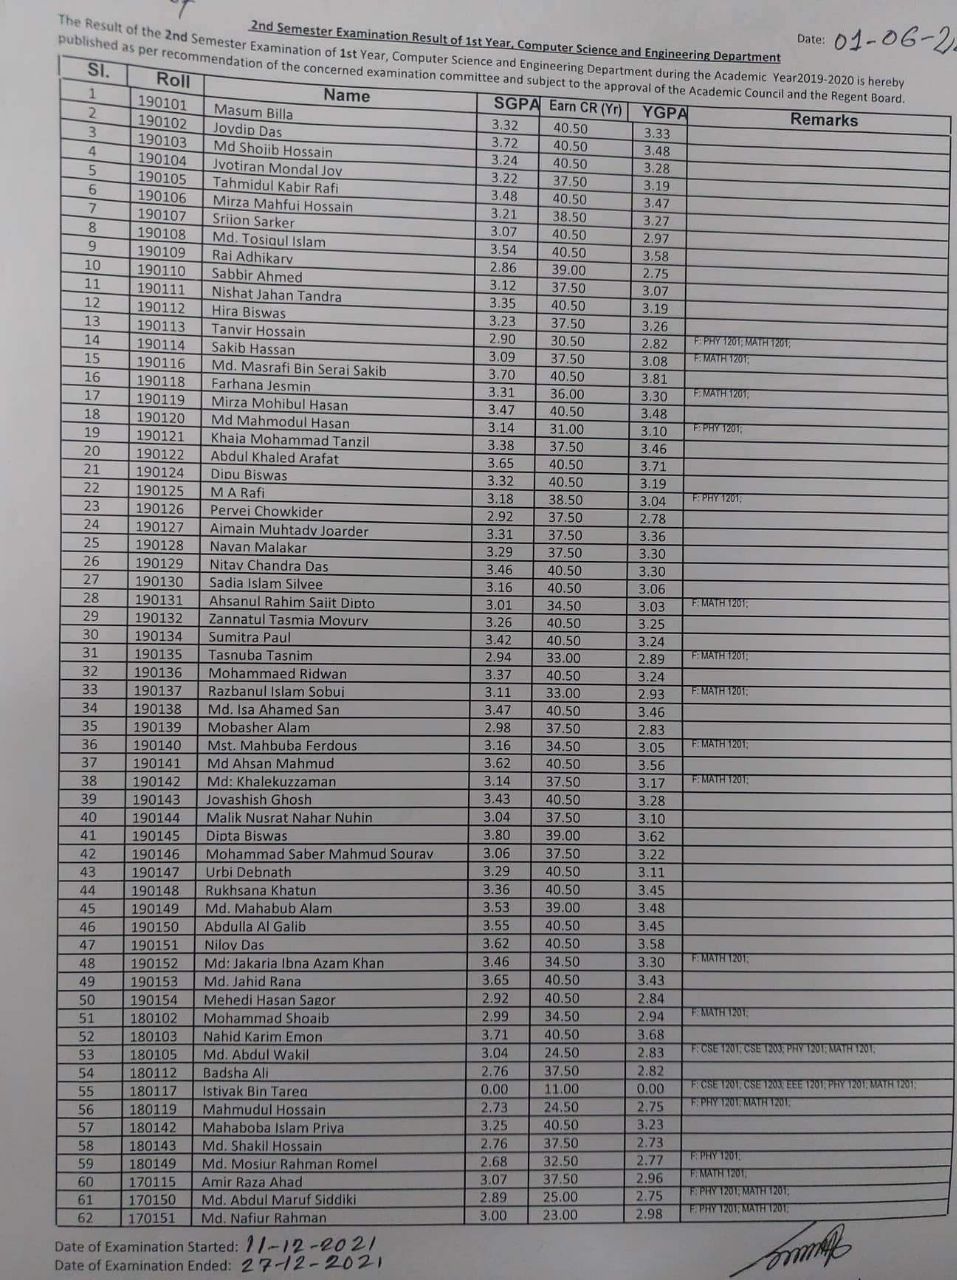 2nd Semester Examination Result of 1st Year, Computer Science and Engineering Department
Date: 01-06-2
The Result of the 2nd Semester Examination of 1st Year, Computer Science and Engineering Department during the Academic Year2019-2020 is hereby
published as per recommendation of the concerned examination committee and subject to the approval of the Academic Council and the Regent Board.
Sl. Roll Name SGPA Earn CR (Yr) YGPA Remarks
1 190101 Masum Billa 3.32 40.50 3.33
2 190102 Joydip Das 3.72 40.50 3.48
3 190103 Md Shojib Hossain 3.24 40.50 3.28
4 190104 Jyotiran Mondal Joy 3.22 37.50 3.19
5 190105 Tahmidul Kabir Rafi 3.48 40.50 3.47
6 190106 Mirza Mahfuj Hossain 3.21 38.50 3.27
7 190107 Srijon Sarker 3.07 40.50 2.97
8 190108 Md. Tosiqul Islam 3.54 40.50 3.58
9 190109 Raj Adhikary 2.86 39.00 2.75
10 190110 Sabbir Ahmed 3.12 37.50 3.07
11 190111 Nishat Jahan Tandra 3.35 40.50 3.19
12 190112 Hira Biswas 3.23 37.50 3.26
13 190113 Tanvir Hossain 2.90 30.50 2.82 F: PHY 1201; MATH 1201;
14 190114 Sakib Hassan 3.09 37.50 3.08 F: MATH 1201;
15 190116 Md. Masrafi Bin Seraj Sakib 3.70 40.50 3.81
16 190118 Farhana Jesmin 3.31 36.00 3.30 F: MATH 1201;
17 190119 Mirza Mohibul Hasan 3.47 40.50 3.48
18 190120 Md Mahmodul Hasan 3.14 31.00 3.10 F: PHY 1201;
19 190121 Khaja Mohammad Tanzil 3.38 37.50 3.46
20 190122 Abdul Khaled Arafat 3.65 40.50 3.71
21 190124 Dipu Biswas 3.32 40.50 3.19
22 190125 M A Rafi 3.18 38.50 3.04 F: PHY 1201;
23 190126 Pervej Chowkider 2.92 37.50 2.78
24 190127 Aimain Muhtady Joarder 3.31 37.50 3.36
25 190128 Nayan Malakar 3.29 37.50 3.30
26 190129 Nitay Chandra Das 3.46 40.50 3.30
27 190130 Sadia Islam Silvee 3.16 40.50 3.06
28 190131 Ahsanul Rahim Sajit Dipto 3.01 34.50 3.03 F: MATH 1201;
29 190132 Zannatul Tasmia Moyury 3.26 40.50 3.25
30 190134 Sumitra Paul 3.42 40.50 3.24
31 190135 Tasnuba Tasnim 2.94 33.00 2.89 F: MATH 1201;
32 190136 Mohammaed Ridwan 3.37 40.50 3.24
33 190137 Razbanul Islam Sobuj 3.11 33.00 2.93 F: MATH 1201;
34 190138 Md. Isa Ahamed San 3.47 40.50 3.46
35 190139 Mobasher Alam 2.98 37.50 2.83
36 190140 Mst. Mahbuba Ferdous 3.16 34.50 3.05 F: MATH 1201;
37 190141 Md Ahsan Mahmud 3.62 40.50 3.56
38 190142 Md: Khalekuzzaman 3.14 37.50 3.17 F: MATH 1201;
39 190143 Joyashish Ghosh 3.43 40.50 3.28
40 190144 Malik Nusrat Nahar Nuhin 3.04 37.50 3.10
41 190145 Dipta Biswas 3.80 39.00 3.62
42 190146 Mohammad Saber Mahmud Sourav 3.06 37.50 3.22
43 190147 Urbi Debnath 3.29 40.50 3.11
44 190148 Rukhsana Khatun 3.36 40.50 3.45
45 190149 Md. Mahabub Alam 3.53 39.00 3.48
46 190150 Abdulla Al Galib 3.55 40.50 3.45
47 190151 Niloy Das 3.62 40.50 3.58
48 190152 Md: Jakaria Ibna Azam Khan 3.46 34.50 3.30 F: MATH 1201;
49 190153 Md. Jahid Rana 3.65 40.50 3.43
50 190154 Mehedi Hasan Sagor 2.92 40.50 2.84
51 180102 Mohammad Shoaib 2.99 34.50 2.94 F: MATH 1201;
52 180103 Nahid Karim Emon 3.71 40.50 3.68
53 180105 Md. Abdul Wakil 3.04 24.50 2.83 F: CSE 1201; CSE 1203; PHY 1201; MATH 1201;
54 180112 Badsha Ali 2.76 37.50 2.82
55 180117 Istiyak Bin Tareq 0.00 11.00 0.00 F: CSE 1201; CSE 1203; EEE 1201; PHY 1201; MATH 1201;
56 180119 Mahmudul Hossain 2.73 24.50 2.75 F: PHY 1201; MATH 1201;
57 180142 Mahaboba Islam Priya 3.25 40.50 3.23
58 180143 Md. Shakil Hossain 2.76 37.50 2.73
59 180149 Md. Mosiur Rahman Romel 2.68 32.50 2.77 F: PHY 1201;
60 170115 Amir Raza Ahad 3.07 37.50 2.96 F: MATH 1201;
61 170150 Md. Abdul Maruf Siddiki 2.89 25.00 2.75 F: PHY 1201; MATH 1201;
62 170151 Md. Nafiur Rahman 3.00 23.00 2.98 F: PHY 1201; MATH 1201;
Date of Examination Started: 11-12-2021
Date of Examination Ended: 27-12-2021